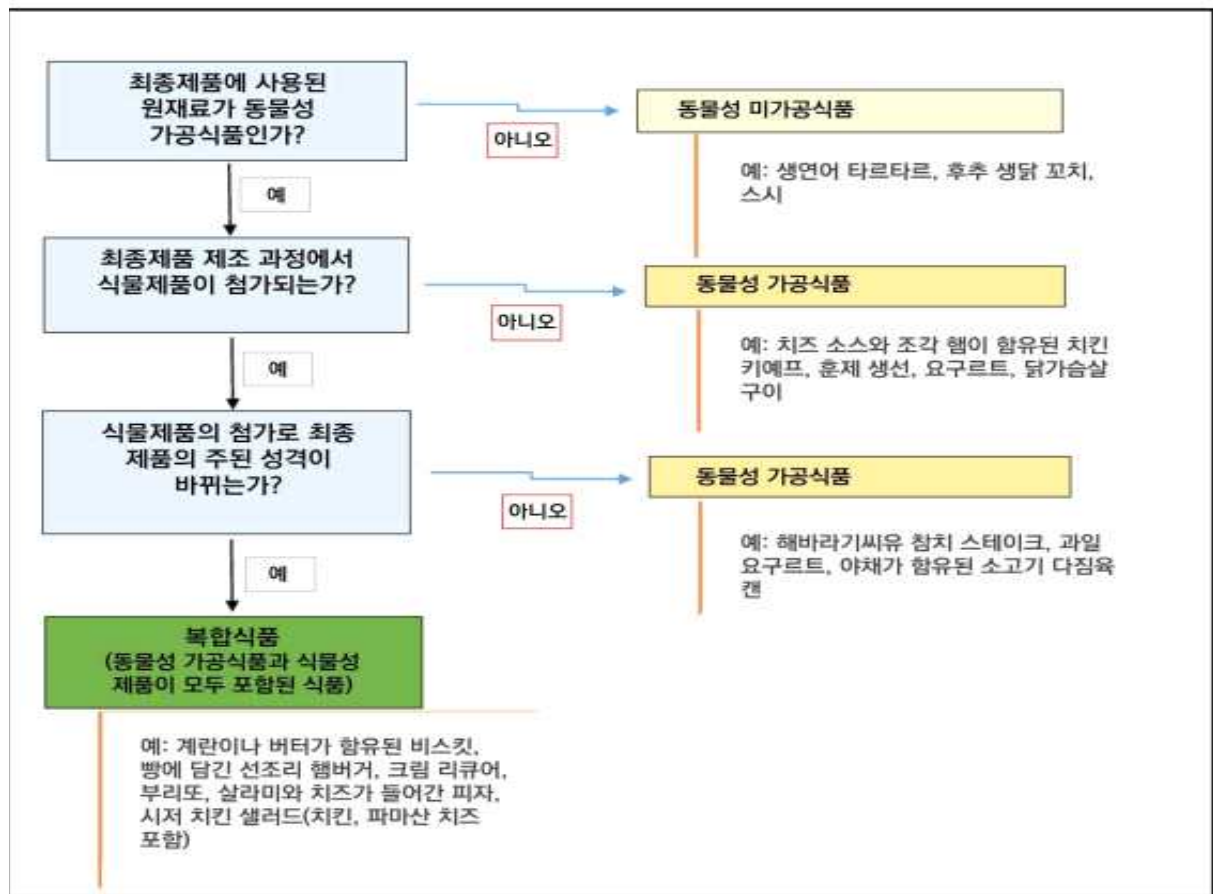 최종제품에 사용된
원재료가 동물성
가공식품인가?
아니오
동물성 미가공식품
예: 생연어 타르타르, 후추 생닭 꼬치,
스시
예
최종제품 제조 과정에서
식물제품이 첨가되는가?
아니오
동물성 가공식품
예: 치즈 소스와 조각 햄이 함유된 치킨
키예프, 훈제 생선, 요구르트, 닭가슴살
구이
예
식물제품의 첨가로 최종
제품의 주된 성격이
바뀌는가?
아니오
동물성 가공식품
예: 해바라기씨유 참치 스테이크, 과일
요구르트, 야채가 함유된 소고기 다짐육
캔
예
복합식품
(동물성 가공식품과 식물성
제품이 모두 포함된 식품)
예: 계란이나 버터가 함유된 비스킷,
빵에 담긴 선조리 햄버거, 크림 리큐어,
부리또, 살라미와 치즈가 들어간 피자,
시저 치킨 샐러드(치킨, 파마산 치즈
포함)